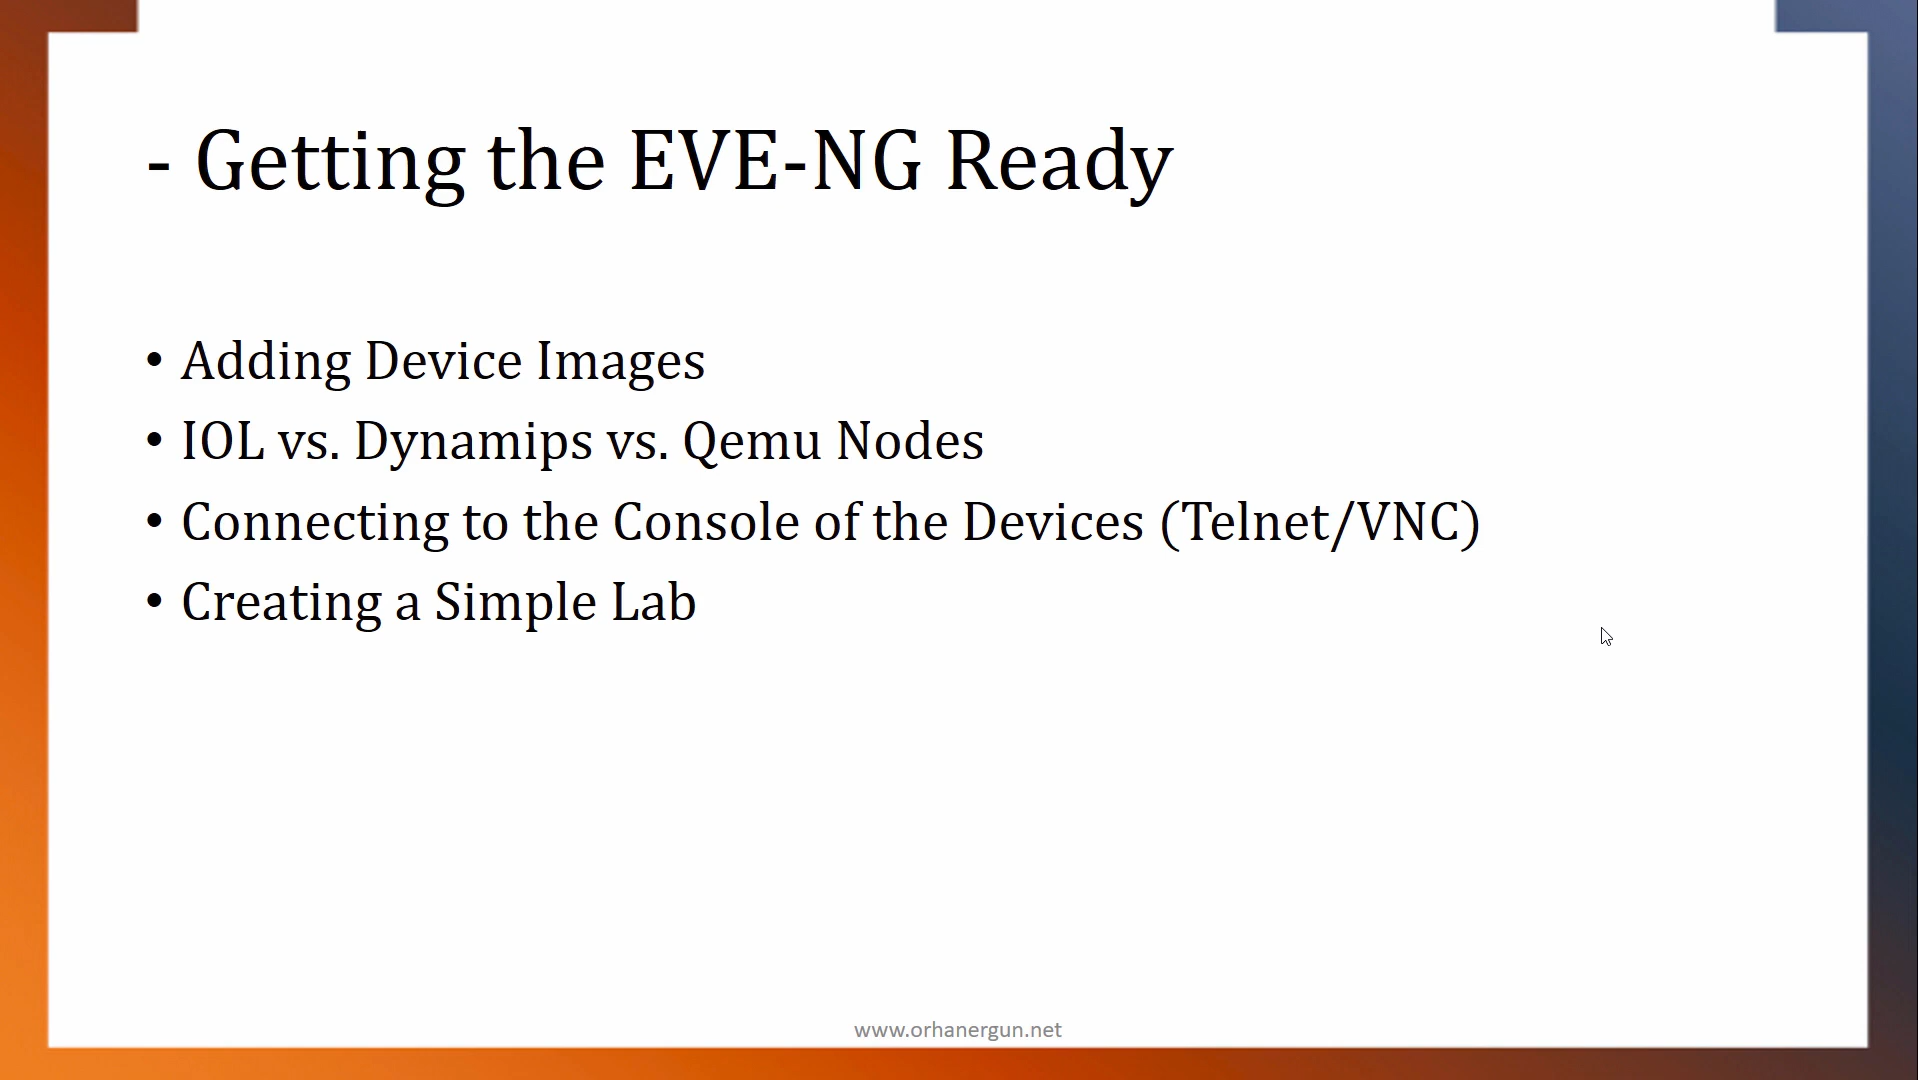 - Getting the EVE-NG Ready
• Adding Device Images
• IOL vs. Dynamips vs. Qemu Nodes
• Connecting to the Console of the Devices (Telnet/VNC)
• Creating a Simple Lab
www.orhanergun.net